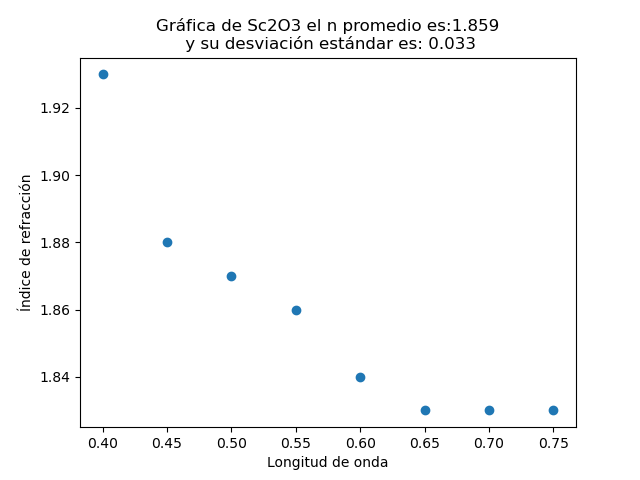 Gráfica de Sc2O3 el n promedio es:1.859
y su desviación estándar es: 0.033
Índice de refracción
1.92
1.90
1.88
1.86
1.84
0.40 0.45 0.50 0.55 0.60 0.65 0.70 0.75
Longitud de onda